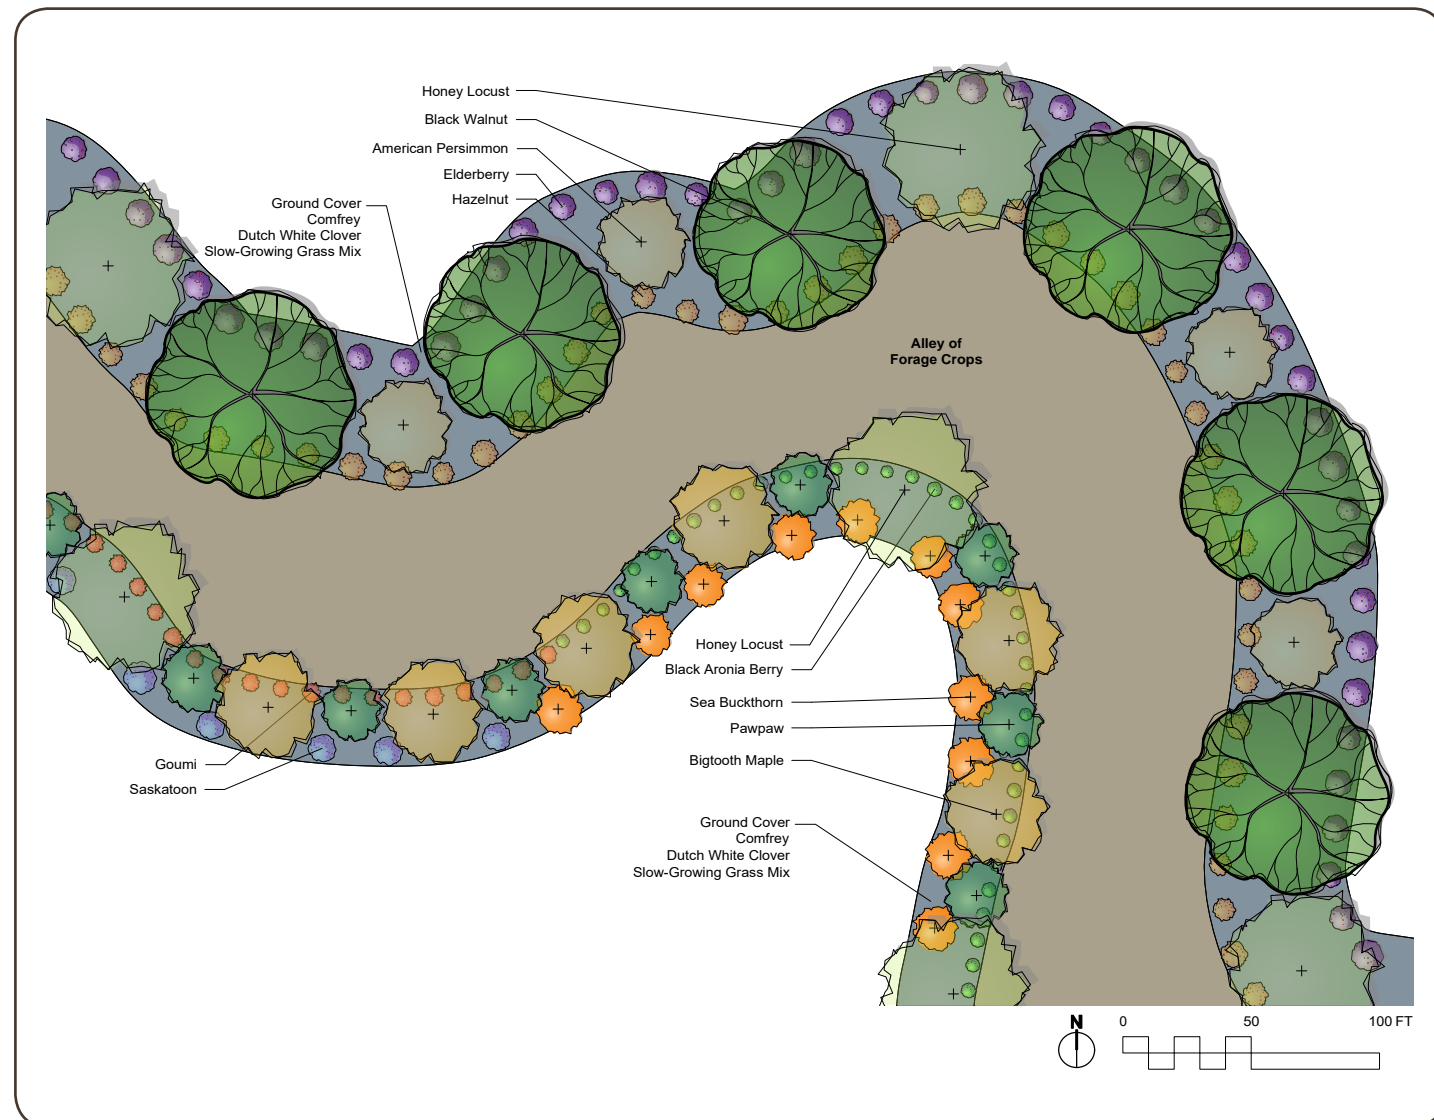 Honey Locust
Black Walnut
American Persimmon
Elderberry
Hazelnut
Ground Cover
Comfrey
Dutch White Clover
Slow-Growing Grass Mix
Alley of
Forage Crops
Honey Locust
Black Aronia Berry
Sea Buckthorn
Pawpaw
Bigtooth Maple
Goumi
Saskatoon
Ground Cover
Comfrey
Dutch White Clover
Slow-Growing Grass Mix
N
0 50 100 FT